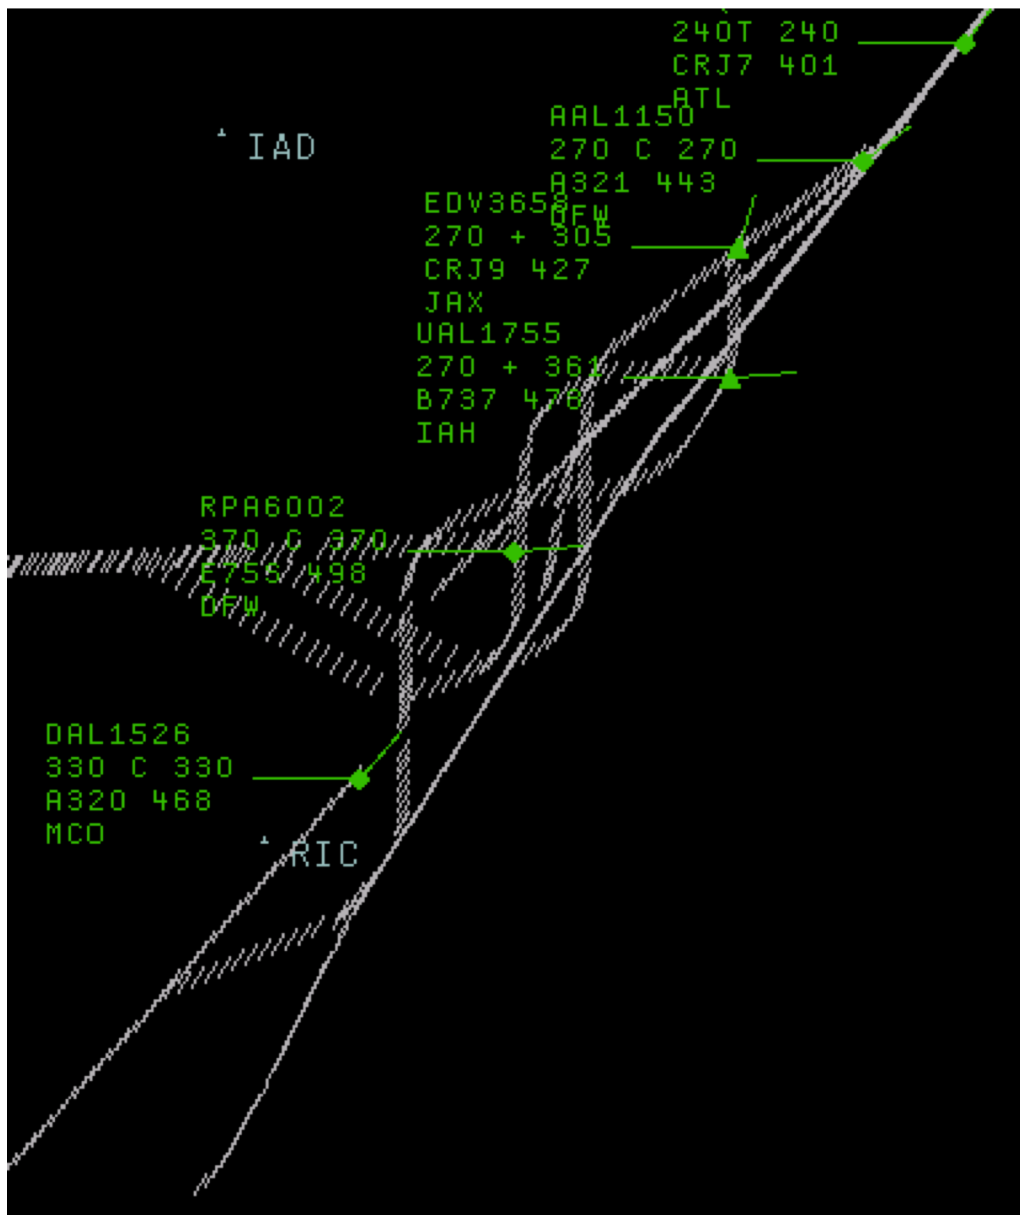 240T 240
CRJ7 401
ATL
IAD
AAL1150
270 C 270
A321 443
DFW
EDV3658
270 + 305
CRJ9 427
JAX
UAL1755
270 + 361
B737 478
IAH
RPA6002
370 C 370
E75S 498
DFW
DAL1526
330 C 330
A320 468
MCO
RIC